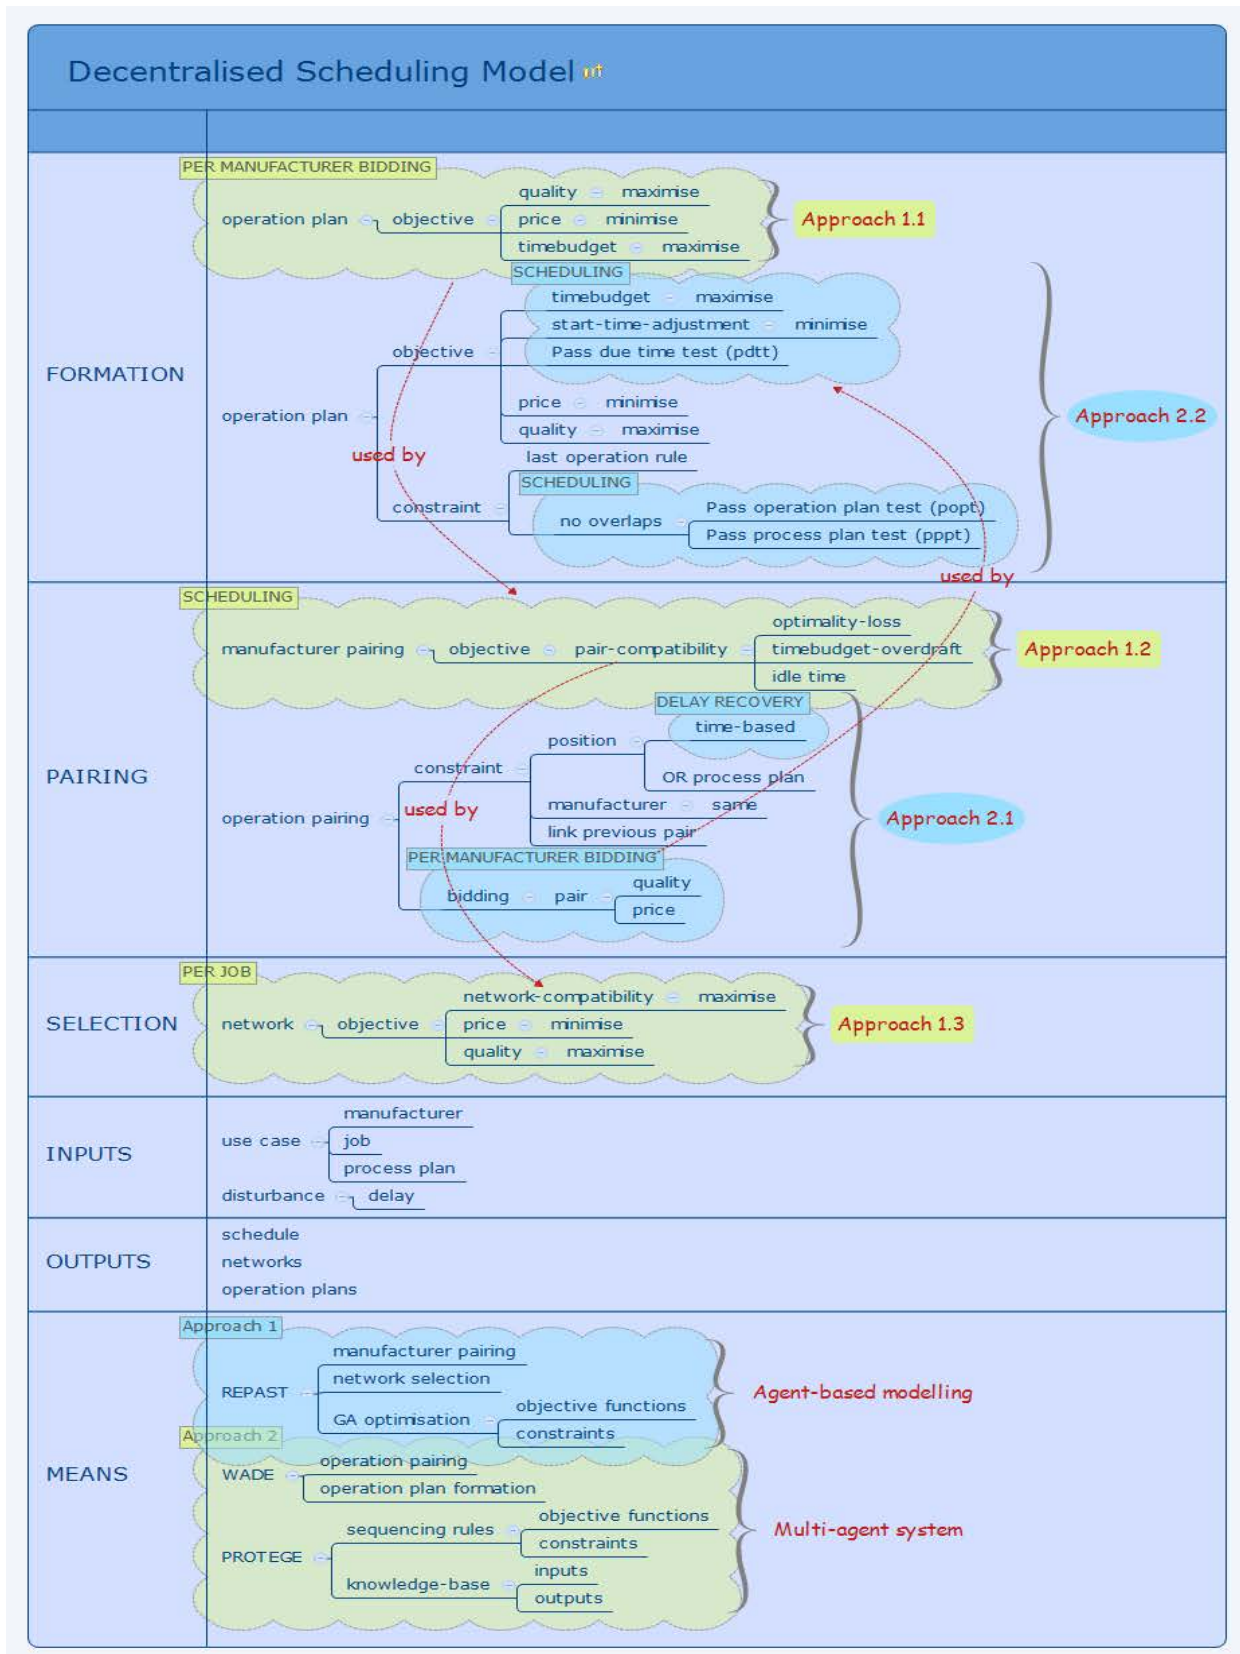 Decentralised Scheduling Model
PER MANUFACTURER BIDDING
quality maximise
operation plan objective price minimise
timebudget maximise
Approach 1.1
SCHEDULING
timebudget maximise
start-time-adjustment minimise
objective Pass due time test (pdtt)
FORMATION
price minimise
operation plan
quality maximise
Approach 2.2
used by
last operation rule
SCHEDULING
constraint
Pass operation plan test (popt)
no overlaps
Pass process plan test (pppt)
used by
SCHEDULING
optimality-loss
manufacturer pairing objective pair-compatibility timebudget-overdraft
idle time
Approach 1.2
DELAY RECOVERY
time-based
position
constraint
OR process plan
PAIRING
manufacturer same
used by
operation pairing
link previous pair
Approach 2.1
PER MANUFACTURER BIDDING
quality
bidding pair
price
PER JOB
network-compatibility maximise
SELECTION network objective price minimise
quality maximise
Approach 1.3
manufacturer
use case job
INPUTS
process plan
disturbance delay
schedule
OUTPUTS networks
operation plans
Approach 1
manufacturer pairing
network selection
REPAST
Agent-based modelling
objective functions
GA optimisation
constraints
Approach 2
operation pairing
MEANS WADE
operation plan formation
objective functions
sequencing rules
constraints
Multi-agent system
PROTEGE
inputs
knowledge-base
outputs